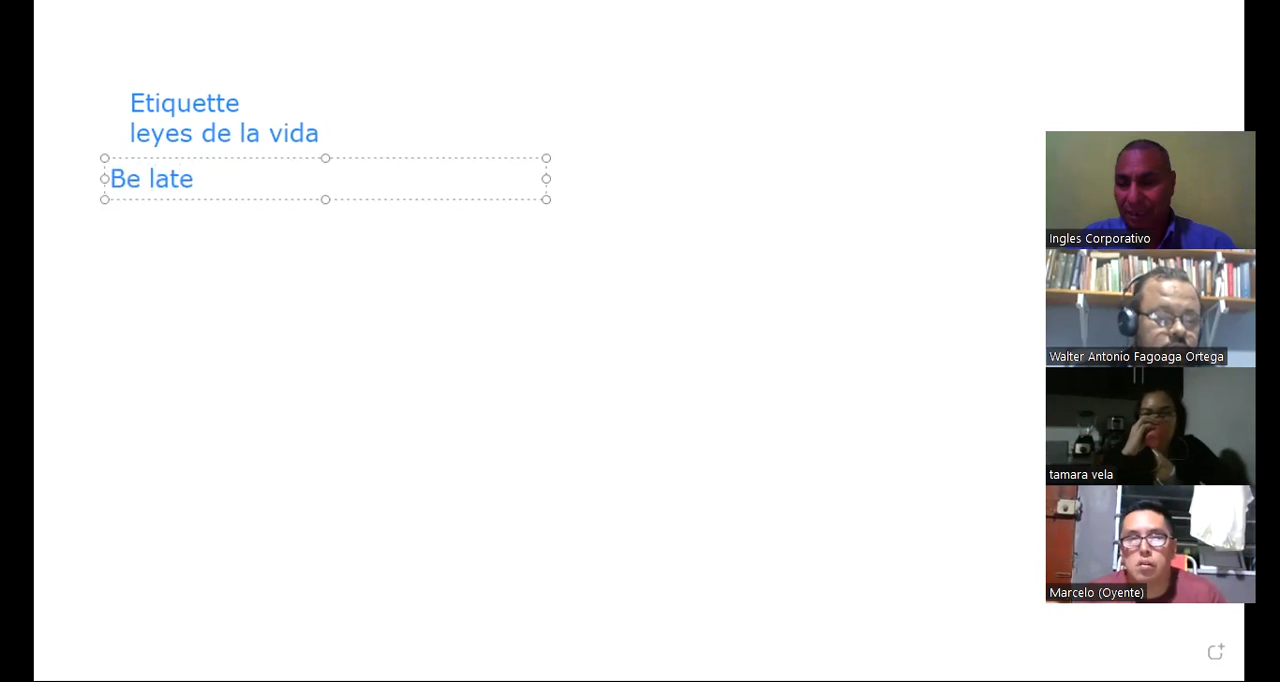 Etiquette
leyes de la vida
Be late
Ingles Corporativo
Walter Antonio Fagoaga Ortega
tamara vela
Marcelo (Oyente)